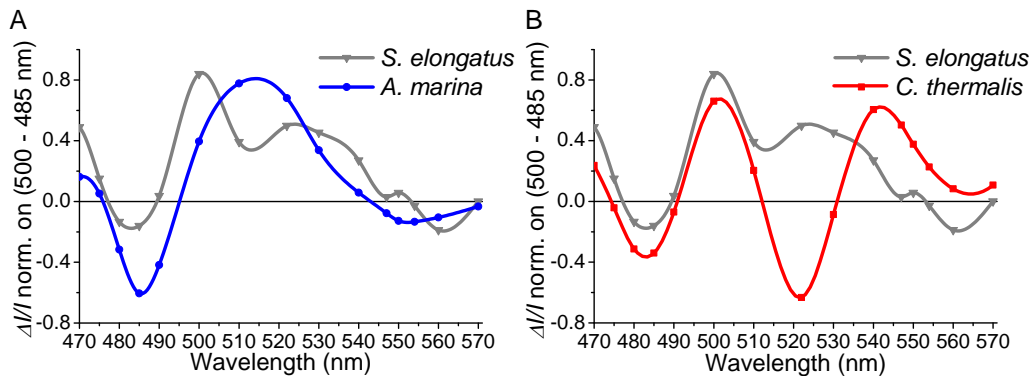 A
S. elongatus
A. marina
ΔI/I norm. on (500 - 485 nm)
0.8
0.4
0.0
-0.4
-0.8
470 480 490 500 510 520 530 540 550 560 570
Wavelength (nm)
B
S. elongatus
C. thermalis
ΔI/I norm. on (500 - 485 nm)
0.8
0.4
0.0
-0.4
-0.8
470 480 490 500 510 520 530 540 550 560 570
Wavelength (nm)